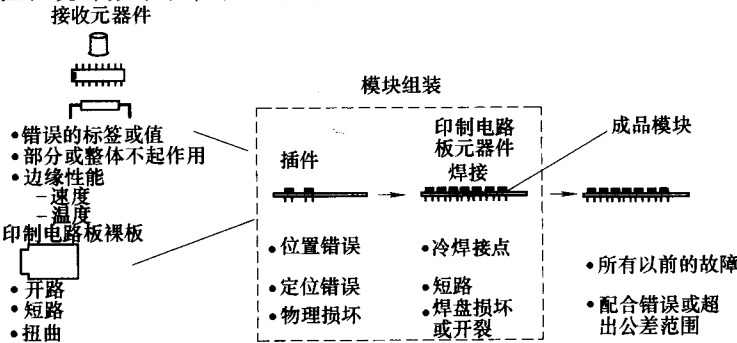 接收元器件
•错误的标签或值
•部分或整体不起作用
•边缘性能
–速度
–温度
印制电路板裸板
•开路
•短路
•扭曲
模块组装
插件
•位置错误
•定位错误
•物理损坏
印制电路
板元器件
焊接
•冷焊接点
•短路
•焊盘损坏
或开裂
成品模块
•所有以前的故障
•配合错误或超
出公差范围